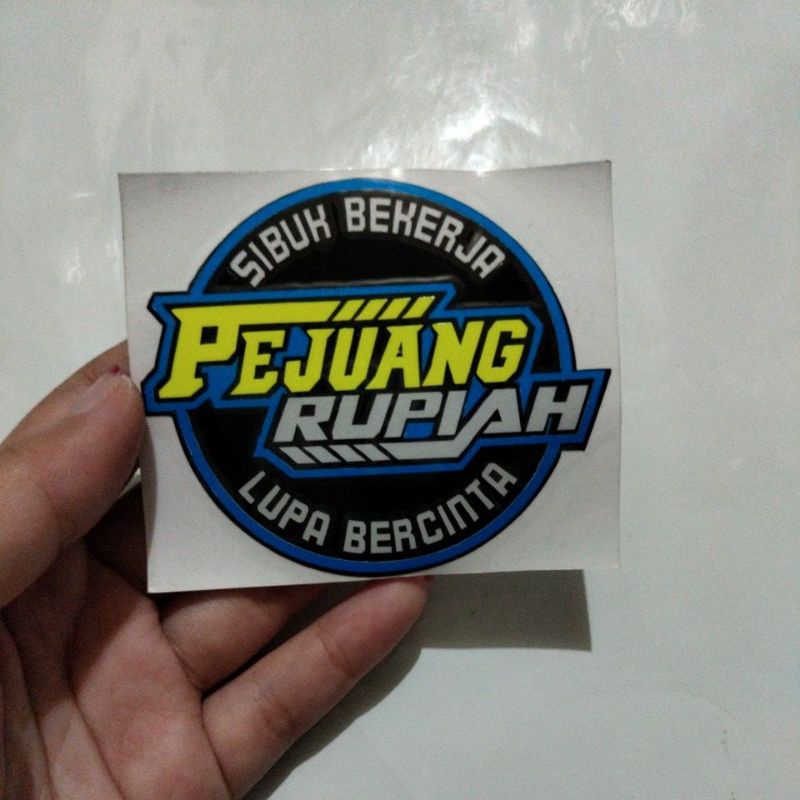 SIBUK BEKERJA
PEJUANG
RUPIAH
LUPA BERCINTA